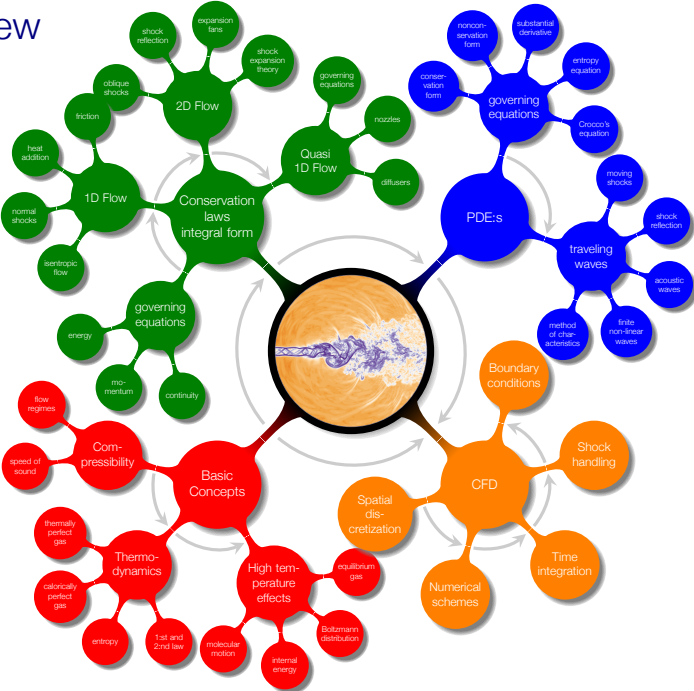 ew
expansion
fans
shock
reflection
shock
expansion
theory
oblique
shocks
2D Flow
friction
heat
addition
1D Flow
normal
shocks
isentropic
flow
governing
equations
nozzles
Quasi
1D Flow
diffusers
Conservation
laws
integral form
governing
equations
energy
mo-
mentum
continuity
noncon-
servation
form
substantial
derivative
conser-
vation
form
entropy
equation
governing
equations
Crocco's
equation
PDE:s
moving
shocks
shock
reflection
traveling
waves
acoustic
waves
method
of char-
acteristics
finite
non-linear
waves
flow
regimes
speed of
sound
Com-
pressibility
Basic
Concepts
thermally
perfect
gas
Thermo-
dynamics
calorically
perfect
gas
entropy
1:st and
2:nd law
High tem-
perature
effects
equilibrium
gas
Boltzmann
distribution
molecular
motion
internal
energy
Boundary
conditions
Shock
handling
CFD
Spatial
dis-
cretization
Numerical
schemes
Time
integration